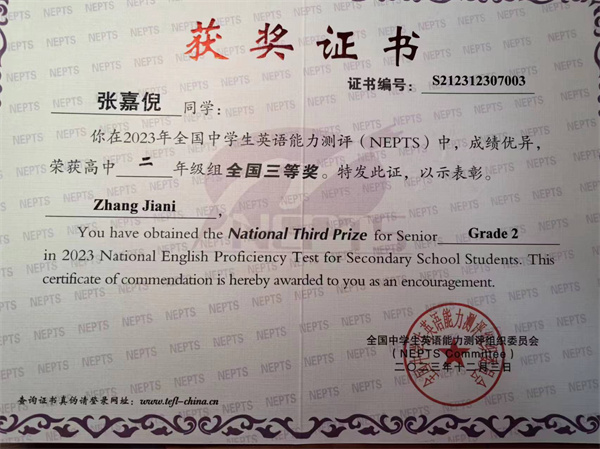 获奖证书
证书编号： S212312307003
张嘉倪 同学：
你在2023年全国中学生英语能力测评（NEPTS）中，成绩优异，
荣获高中 二 年级组全国三等奖。特发此证，以示表彰。
Zhang Jiani ,
You have obtained the National Third Prize for Senior Grade 2
in 2023 National English Proficiency Test for Secondary School Students. This
certificate of commendation is hereby awarded to you as an encouragement.
NEPTS
全国中学生英语能力测评组织委员会
（NEPTS Committee）
二〇二三年十二月三日
查询证书真伪请登录网址：www.tefl-china.cn